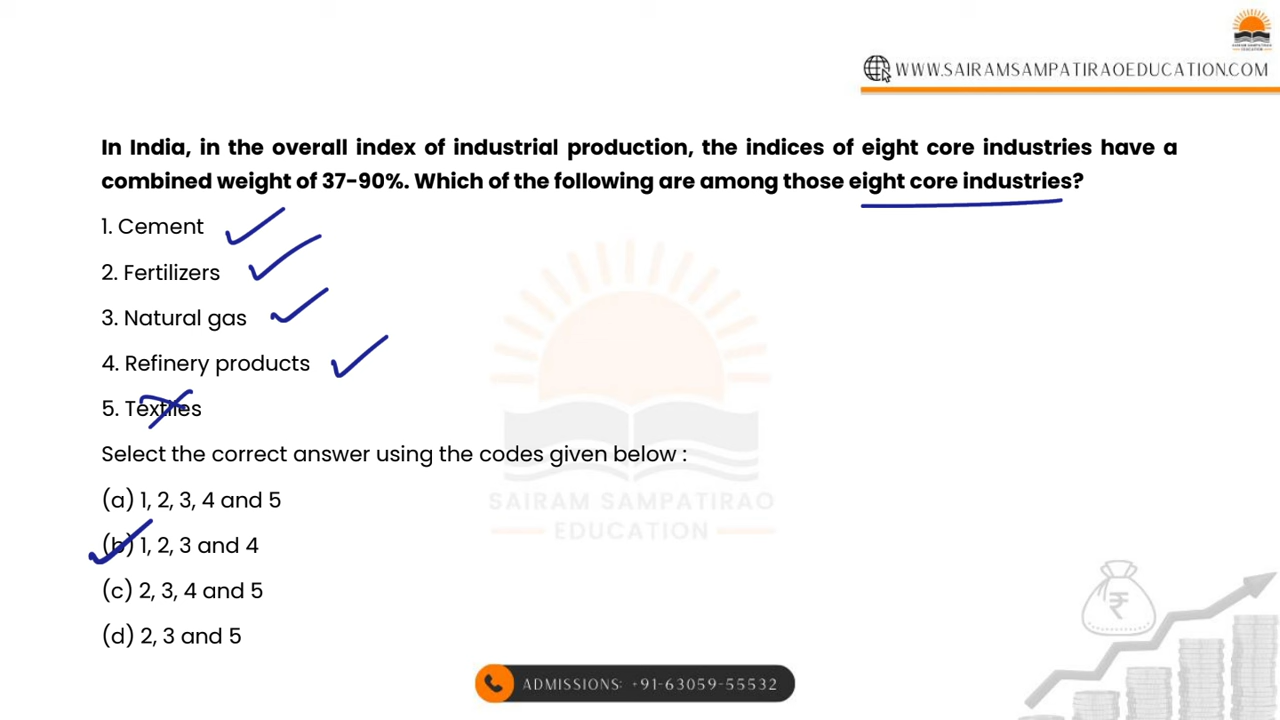 WWW.SAIRAMSAMPATIRAOEDUCATION.COM
In India, in the overall index of industrial production, the indices of eight core industries have a
combined weight of 37-90%. Which of the following are among those eight core industries?
1. Cement
2. Fertilizers
3. Natural gas
4. Refinery products
5. Textiles
Select the correct answer using the codes given below :
(a) 1, 2, 3, 4 and 5
(b) 1, 2, 3 and 4
(c) 2, 3, 4 and 5
(d) 2, 3 and 5
SAIRAM SAMPATIRAO
EDUCATION
ADMISSIONS: +91-63059-55532